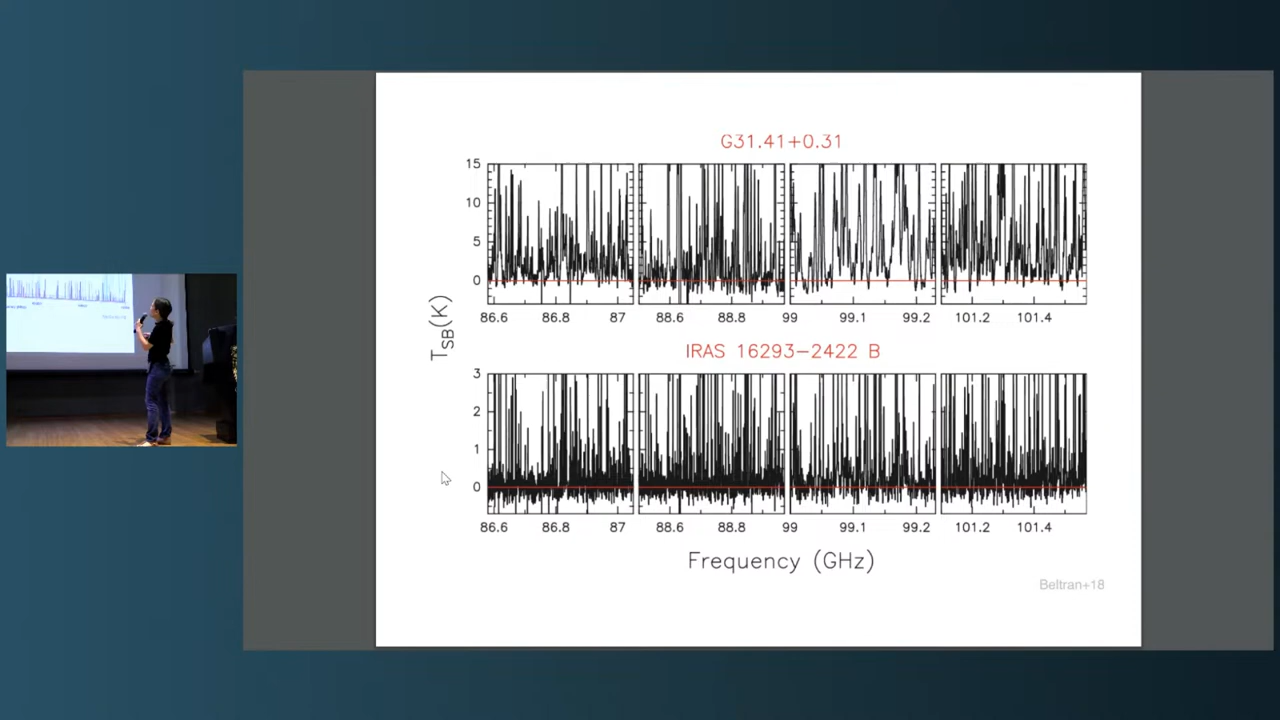 G31.41+0.31
15
10
5
0
86.6 86.8 87 88.6 88.8 99 99.1 99.2 101.2 101.4
T_SB(K)
IRAS 16293−2422 B
3
2
1
0
86.6 86.8 87 88.6 88.8 99 99.1 99.2 101.2 101.4
Frequency (GHz)
Beltran+18